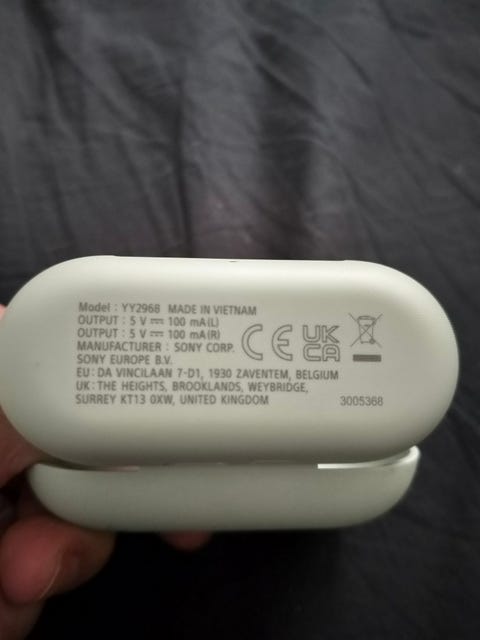 Model : YY2968 MADE IN VIETNAM
OUTPUT : 5 V ⎓ 100 mA(L)
OUTPUT : 5 V ⎓ 100 mA(R)
MANUFACTURER : SONY CORP.
SONY EUROPE B.V.
EU : DA VINCILAAN 7-D1, 1930 ZAVENTEM, BELGIUM
UK : THE HEIGHTS, BROOKLANDS, WEYBRIDGE,
SURREY KT13 0XW, UNITED KINGDOM
CE
UK
CA
3005368